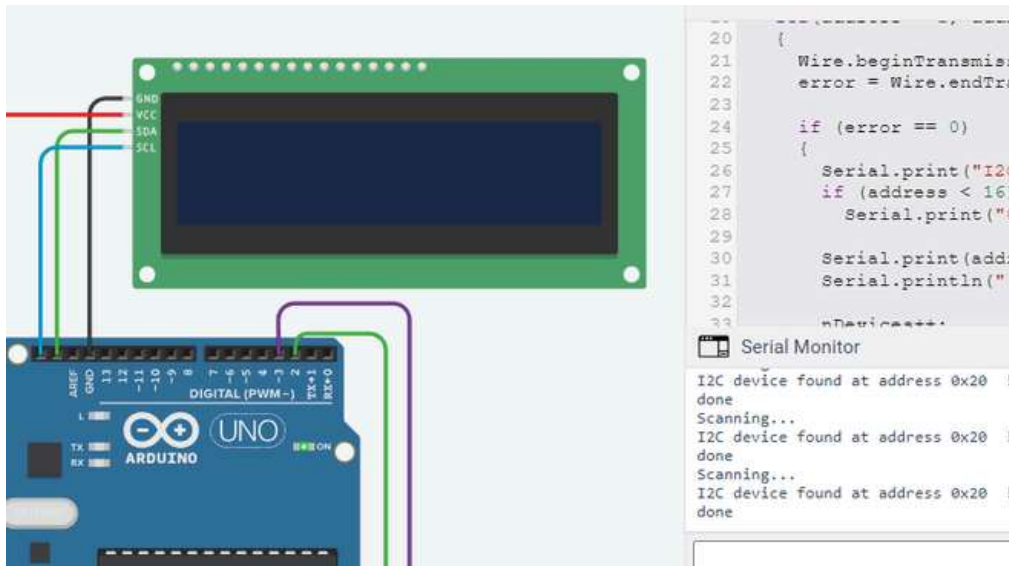 GND
VCC
SDA
SCL
AREF
GND
13
12
~11
~10
~9
8
7
~6
~5
4
~3
2
TX→1
RX←0
DIGITAL (PWM~)
L
TX
RX
ARDUINO
UNO
ON
20 {
21 Wire.beginTransmis
22 error = Wire.endTr
23
24 if (error == 0)
25 {
26 Serial.print("I2
27 if (address < 16
28 Serial.print("
29
30 Serial.print(add
31 Serial.println("
32
33 nDevices++;
Serial Monitor
I2C device found at address 0x20
done
Scanning...
I2C device found at address 0x20
done
Scanning...
I2C device found at address 0x20
done